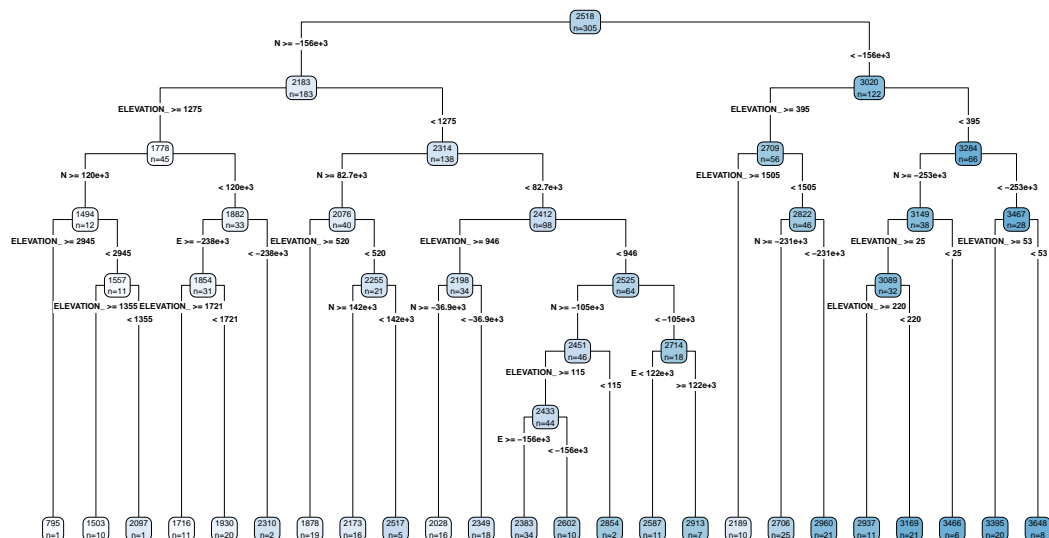 2518
n=305
N >= −156e+3
< −156e+3
2183
n=183
3020
n=122
ELEVATION_ >= 1275
< 1275
ELEVATION_ >= 395
< 395
1778
n=45
2314
n=138
2709
n=56
3284
n=66
N >= 120e+3
< 120e+3
N >= 82.7e+3
< 82.7e+3
ELEVATION_ >= 1505
< 1505
N >= −253e+3
< −253e+3
1494
n=12
1882
n=33
2076
n=40
2412
n=98
2822
n=46
3149
n=38
3467
n=28
ELEVATION_ >= 2945
< 2945
E >= −238e+3
< −238e+3
ELEVATION_ >= 520
< 520
ELEVATION_ >= 946
< 946
N >= −231e+3
< −231e+3
ELEVATION_ >= 25
< 25
ELEVATION_ >= 53
< 53
1557
n=11
1854
n=31
2255
n=21
2198
n=34
2525
n=64
3089
n=32
ELEVATION_ >= 1355
< 1355
ELEVATION_ >= 1721
< 1721
N >= 142e+3
< 142e+3
N >= −36.9e+3
< −36.9e+3
N >= −105e+3
< −105e+3
ELEVATION_ >= 220
< 220
2451
n=46
2714
n=18
ELEVATION_ >= 115
< 115
E < 122e+3
>= 122e+3
2433
n=44
E >= −156e+3
< −156e+3
795
n=1
1503
n=10
2097
n=1
1716
n=11
1930
n=20
2310
n=2
1878
n=19
2173
n=16
2517
n=5
2028
n=16
2349
n=18
2383
n=34
2602
n=10
2854
n=2
2587
n=11
2913
n=7
2189
n=10
2706
n=25
2960
n=21
2937
n=11
3169
n=21
3466
n=6
3395
n=20
3648
n=8